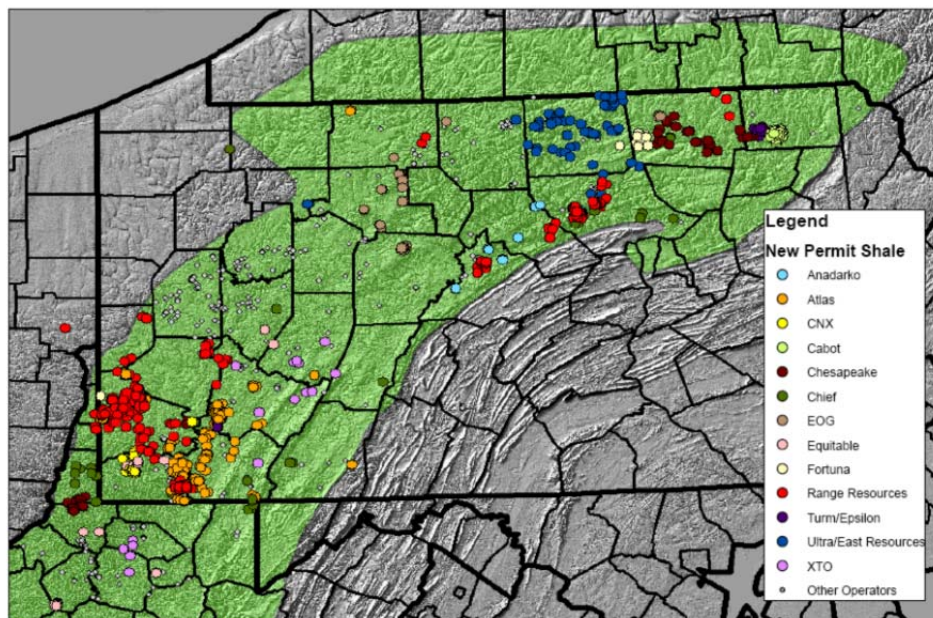 Legend
New Permit Shale
Anadarko
Atlas
CNX
Cabot
Chesapeake
Chief
EOG
Equitable
Fortuna
Range Resources
Turm/Epsilon
Ultra/East Resources
XTO
Other Operators